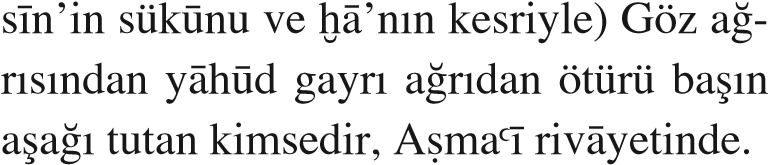 sīn’in sükūnu ve ḫā’nın kesriyle) Göz ağ-
rısından yāhūd gayrı ağrıdan ötürü başın
aşağı tutan kimsedir, Aṣmaᶜī rivāyetinde.